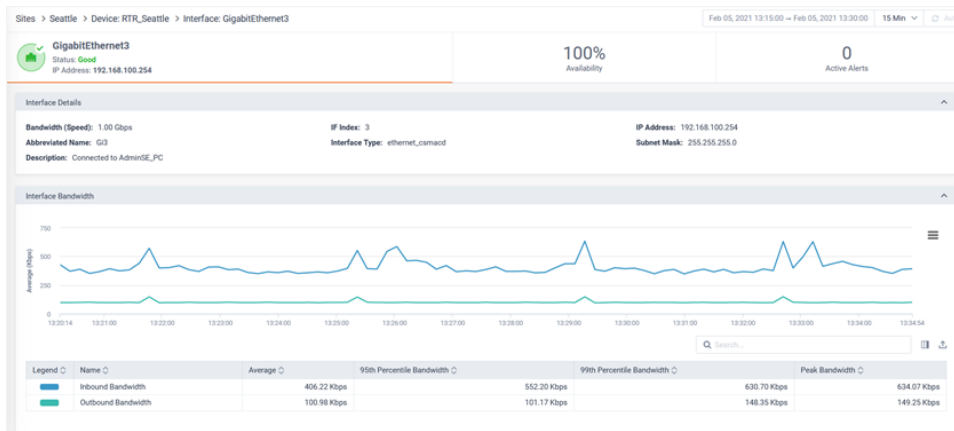 Sites > Seattle > Device: RTR_Seattle > Interface: GigabitEthernet3
Feb 05, 2021 13:15:00 – Feb 05, 2021 13:30:00 15 Min
GigabitEthernet3
Status: Good
IP Address: 192.168.100.254
100%
Availability
0
Active Alerts
Interface Details
Bandwidth (Speed): 1.00 Gbps IF Index: 3 IP Address: 192.168.100.254
Abbreviated Name: Gi3 Interface Type: ethernet_csmacd Subnet Mask: 255.255.255.0
Description: Connected to AdminSE_PC
Interface Bandwidth
Average (Kbps)
750
500
250
0
13:20:14 13:21:00 13:22:00 13:23:00 13:24:00 13:25:00 13:26:00 13:27:00 13:28:00 13:29:00 13:30:00 13:31:00 13:32:00 13:33:00 13:34:00 13:34:54
Search...
Legend Name Average 95th Percentile Bandwidth 99th Percentile Bandwidth Peak Bandwidth
Inbound Bandwidth 406.22 Kbps 552.20 Kbps 630.70 Kbps 634.07 Kbps
Outbound Bandwidth 100.98 Kbps 101.17 Kbps 148.35 Kbps 149.25 Kbps